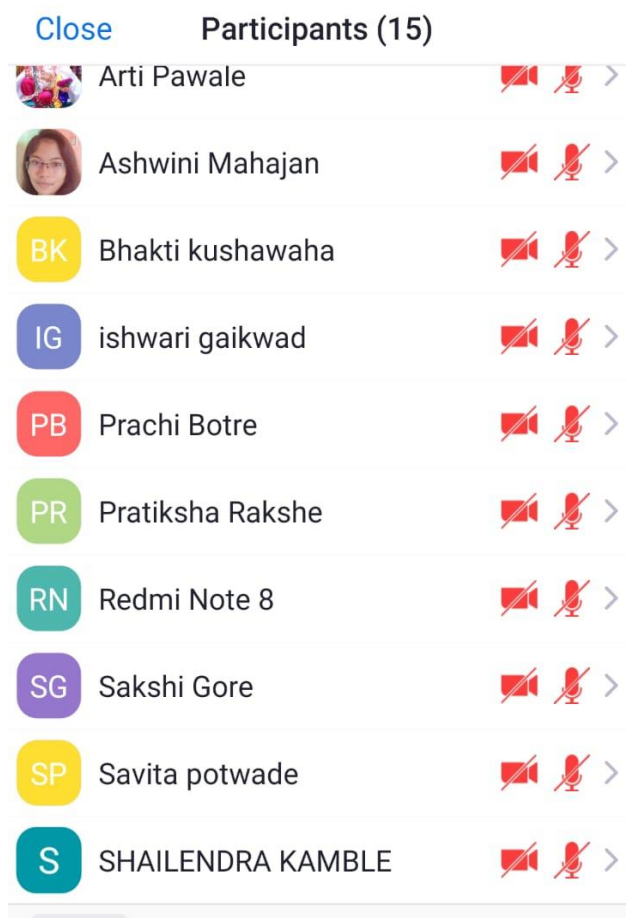 Close Participants (15)
Arti Pawale
Ashwini Mahajan
BK Bhakti kushawaha
IG ishwari gaikwad
PB Prachi Botre
PR Pratiksha Rakshe
RN Redmi Note 8
SG Sakshi Gore
SP Savita potwade
S SHAILENDRA KAMBLE